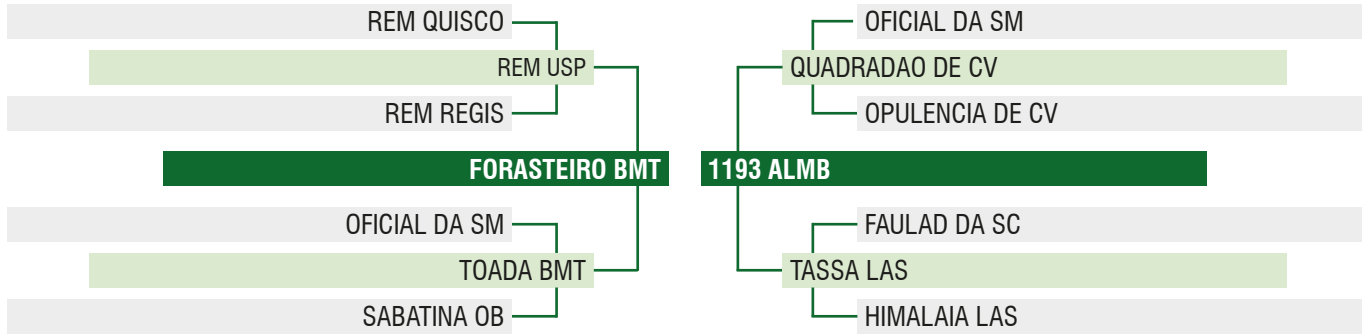 REM QUISCO
REM USP
REM REGIS
FORASTEIRO BMT
OFICIAL DA SM
TOADA BMT
SABATINA OB
OFICIAL DA SM
QUADRADAO DE CV
OPULENCIA DE CV
1193 ALMB
FAULAD DA SC
TASSA LAS
HIMALAIA LAS